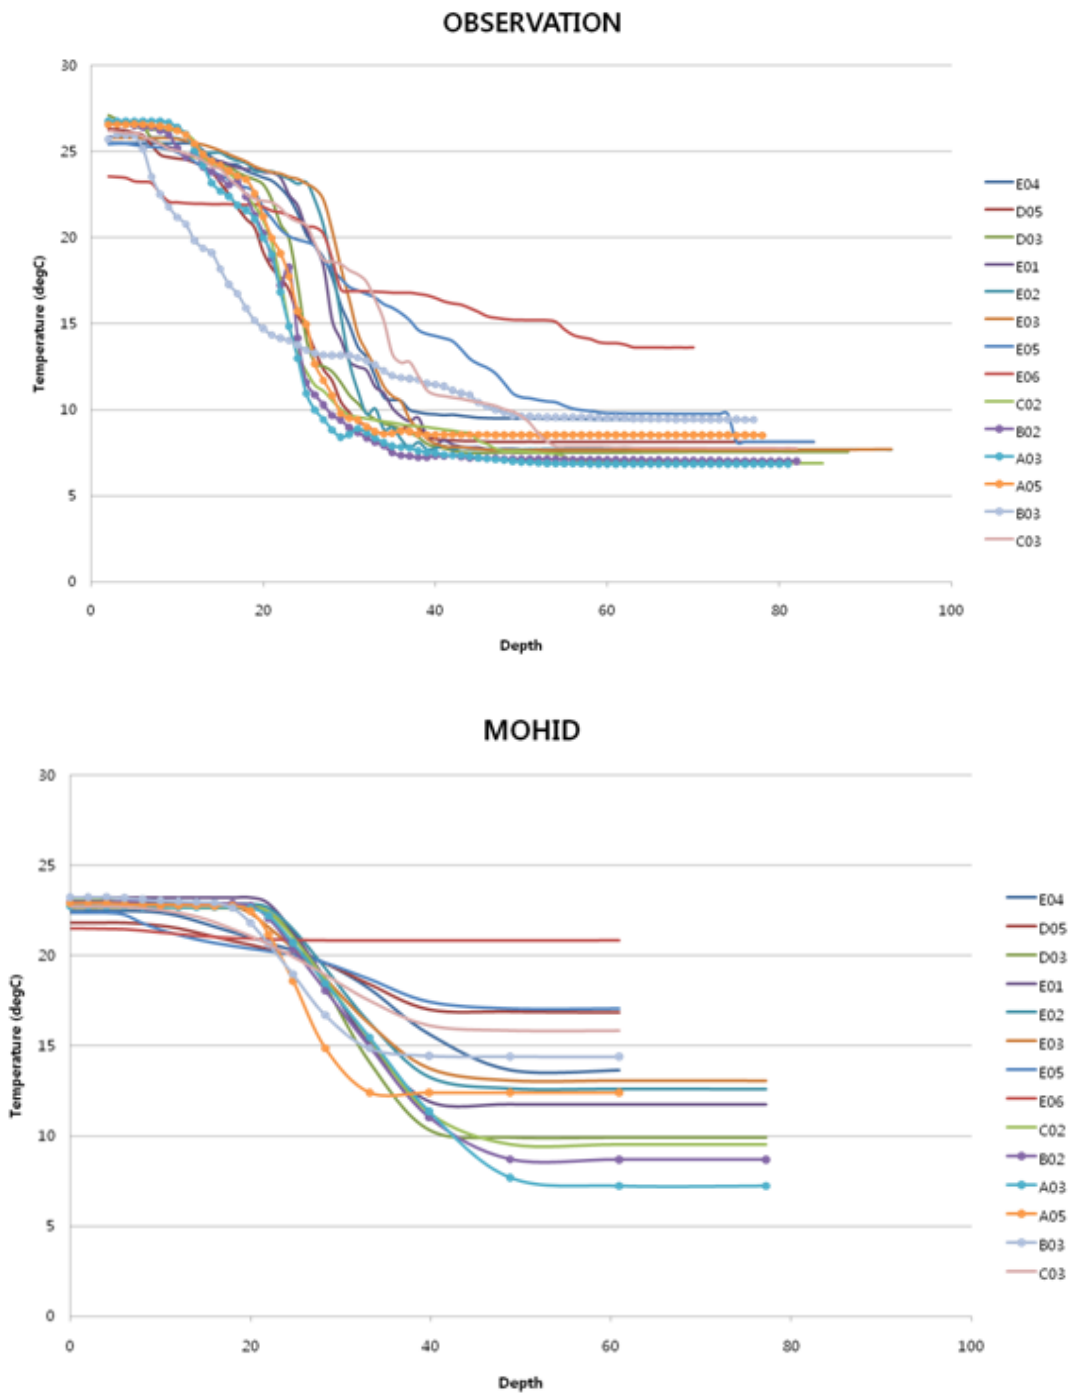 OBSERVATION
30
25
20
15
10
5
0
Temperature (degC)
0 20 40 60 80 100
Depth
E04
D05
D03
E01
E02
E03
E05
E06
C02
B02
A03
A05
B03
C03
MOHID
30
25
20
15
10
5
0
Temperature (degC)
0 20 40 60 80 100
Depth
E04
D05
D03
E01
E02
E03
E05
E06
C02
B02
A03
A05
B03
C03